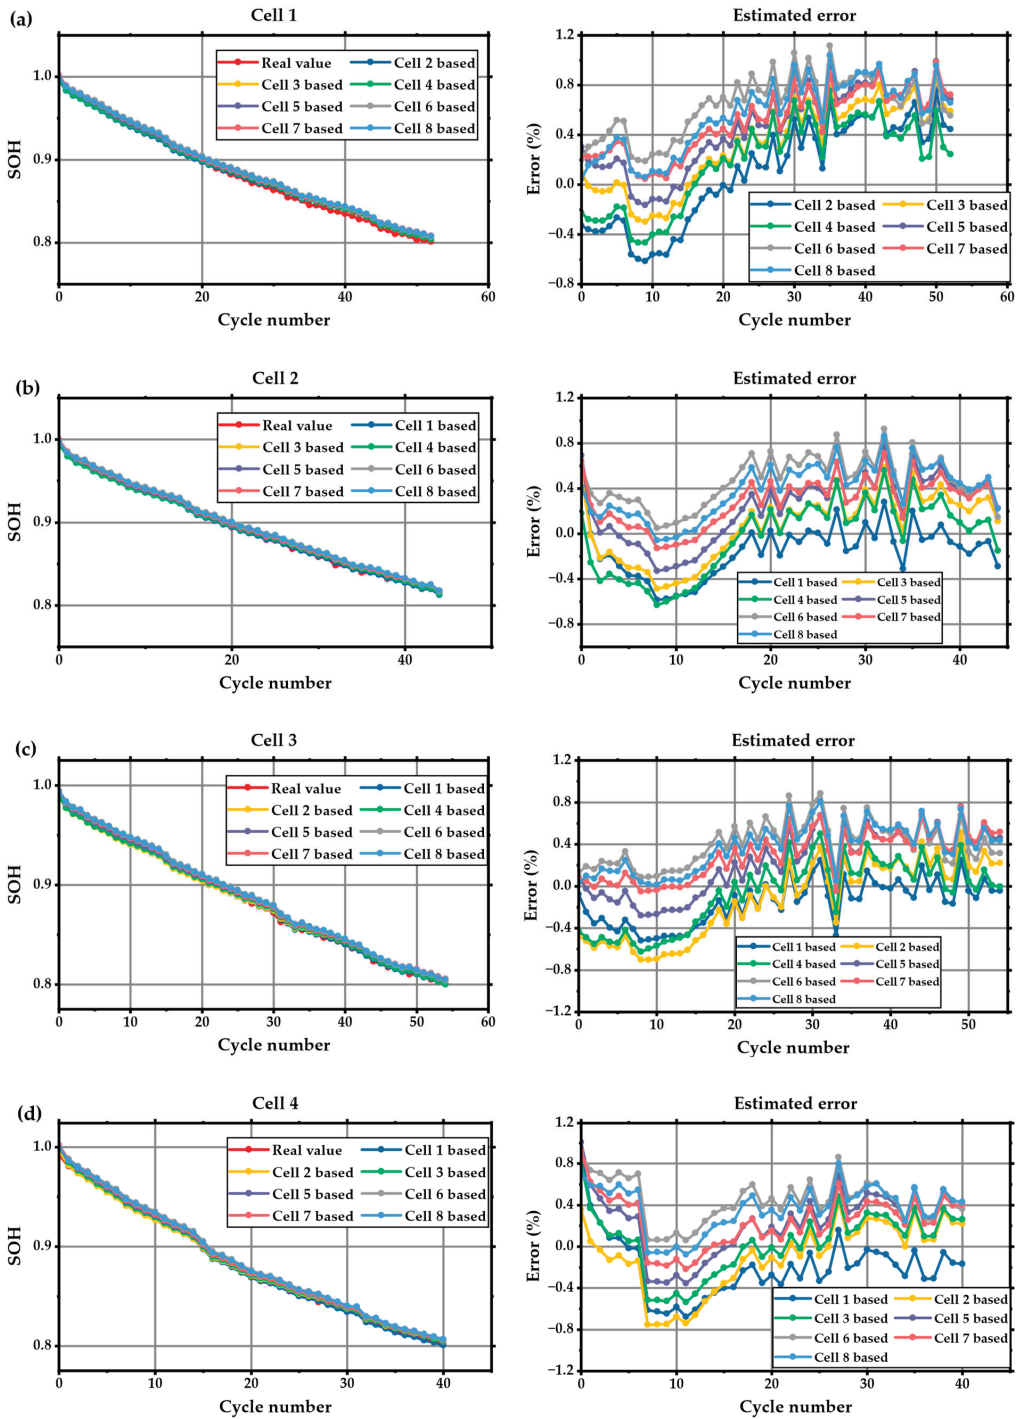 (a)
Cell 1
Estimated error
SOH
1.0
0.9
0.8
0 20 40 60
Cycle number
Real value Cell 2 based
Cell 3 based Cell 4 based
Cell 5 based Cell 6 based
Cell 7 based Cell 8 based
Error (%)
1.2
0.8
0.4
0.0
−0.4
−0.8
0 10 20 30 40 50 60
Cycle number
Cell 2 based Cell 3 based
Cell 4 based Cell 5 based
Cell 6 based Cell 7 based
Cell 8 based
(b)
Cell 2
Estimated error
SOH
1.0
0.9
0.8
0 20 40
Cycle number
Real value Cell 1 based
Cell 3 based Cell 4 based
Cell 5 based Cell 6 based
Cell 7 based Cell 8 based
Error (%)
1.2
0.8
0.4
0.0
−0.4
−0.8
0 10 20 30 40
Cycle number
Cell 1 based Cell 3 based
Cell 4 based Cell 5 based
Cell 6 based Cell 7 based
Cell 8 based
(c)
Cell 3
Estimated error
SOH
1.0
0.9
0.8
0 10 20 30 40 50 60
Cycle number
Real value Cell 1 based
Cell 2 based Cell 4 based
Cell 5 based Cell 6 based
Cell 7 based Cell 8 based
Error (%)
1.2
0.8
0.4
0.0
−0.4
−0.8
−1.2
0 10 20 30 40 50
Cycle number
Cell 1 based Cell 2 based
Cell 4 based Cell 5 based
Cell 6 based Cell 7 based
Cell 8 based
(d)
Cell 4
Estimated error
SOH
1.0
0.9
0.8
0 10 20 30 40
Cycle number
Real value Cell 1 based
Cell 2 based Cell 3 based
Cell 5 based Cell 6 based
Cell 7 based Cell 8 based
Error (%)
1.2
0.8
0.4
0.0
−0.4
−0.8
−1.2
0 10 20 30 40
Cycle number
Cell 1 based Cell 2 based
Cell 3 based Cell 5 based
Cell 6 based Cell 7 based
Cell 8 based